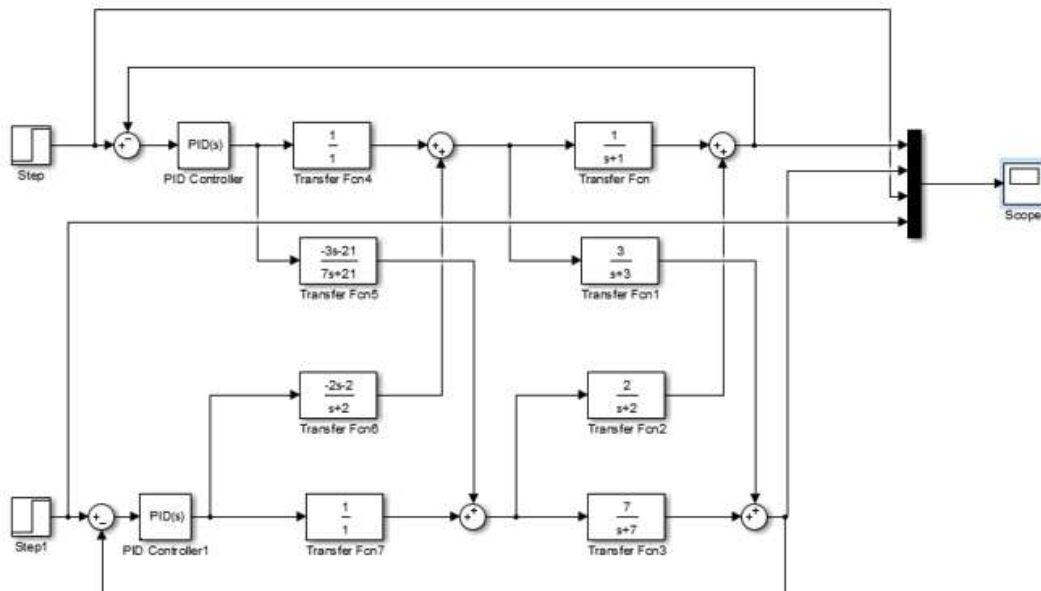 Step
PID(s)
PID Controller
1
1
Transfer Fcn4
1
s+1
Transfer Fcn
Scope
-3s-21
7s+21
Transfer Fcn5
3
s+3
Transfer Fcn1
-2s-2
s+2
Transfer Fcn6
2
s+2
Transfer Fcn2
Step1
PID(s)
PID Controller1
1
1
Transfer Fcn7
7
s+7
Transfer Fcn3